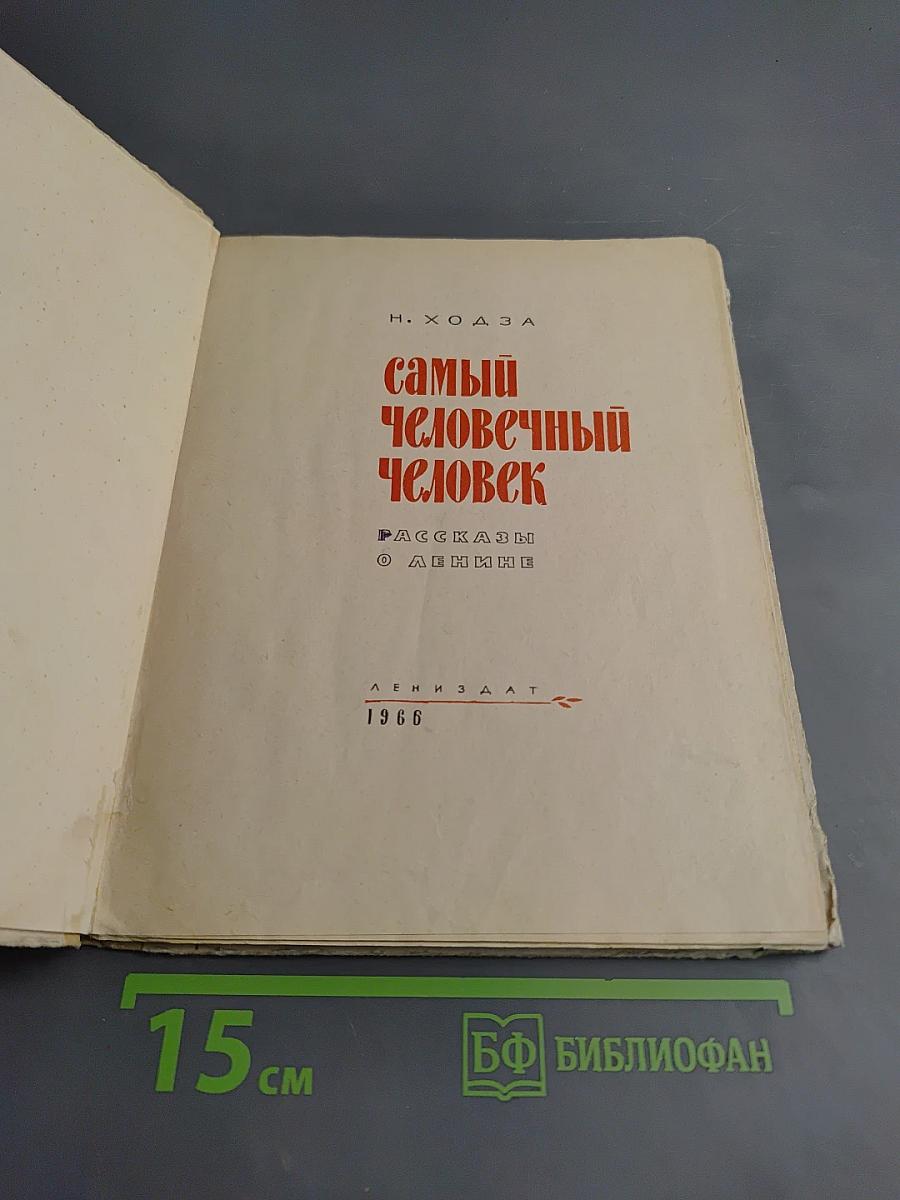 Н. ХОДЗА
самый
человечный
человек
РАССКАЗЫ
О ЛЕНИНЕ
ЛЕНИЗДАТ
1966
15 см
БФ БИБЛИОФАН